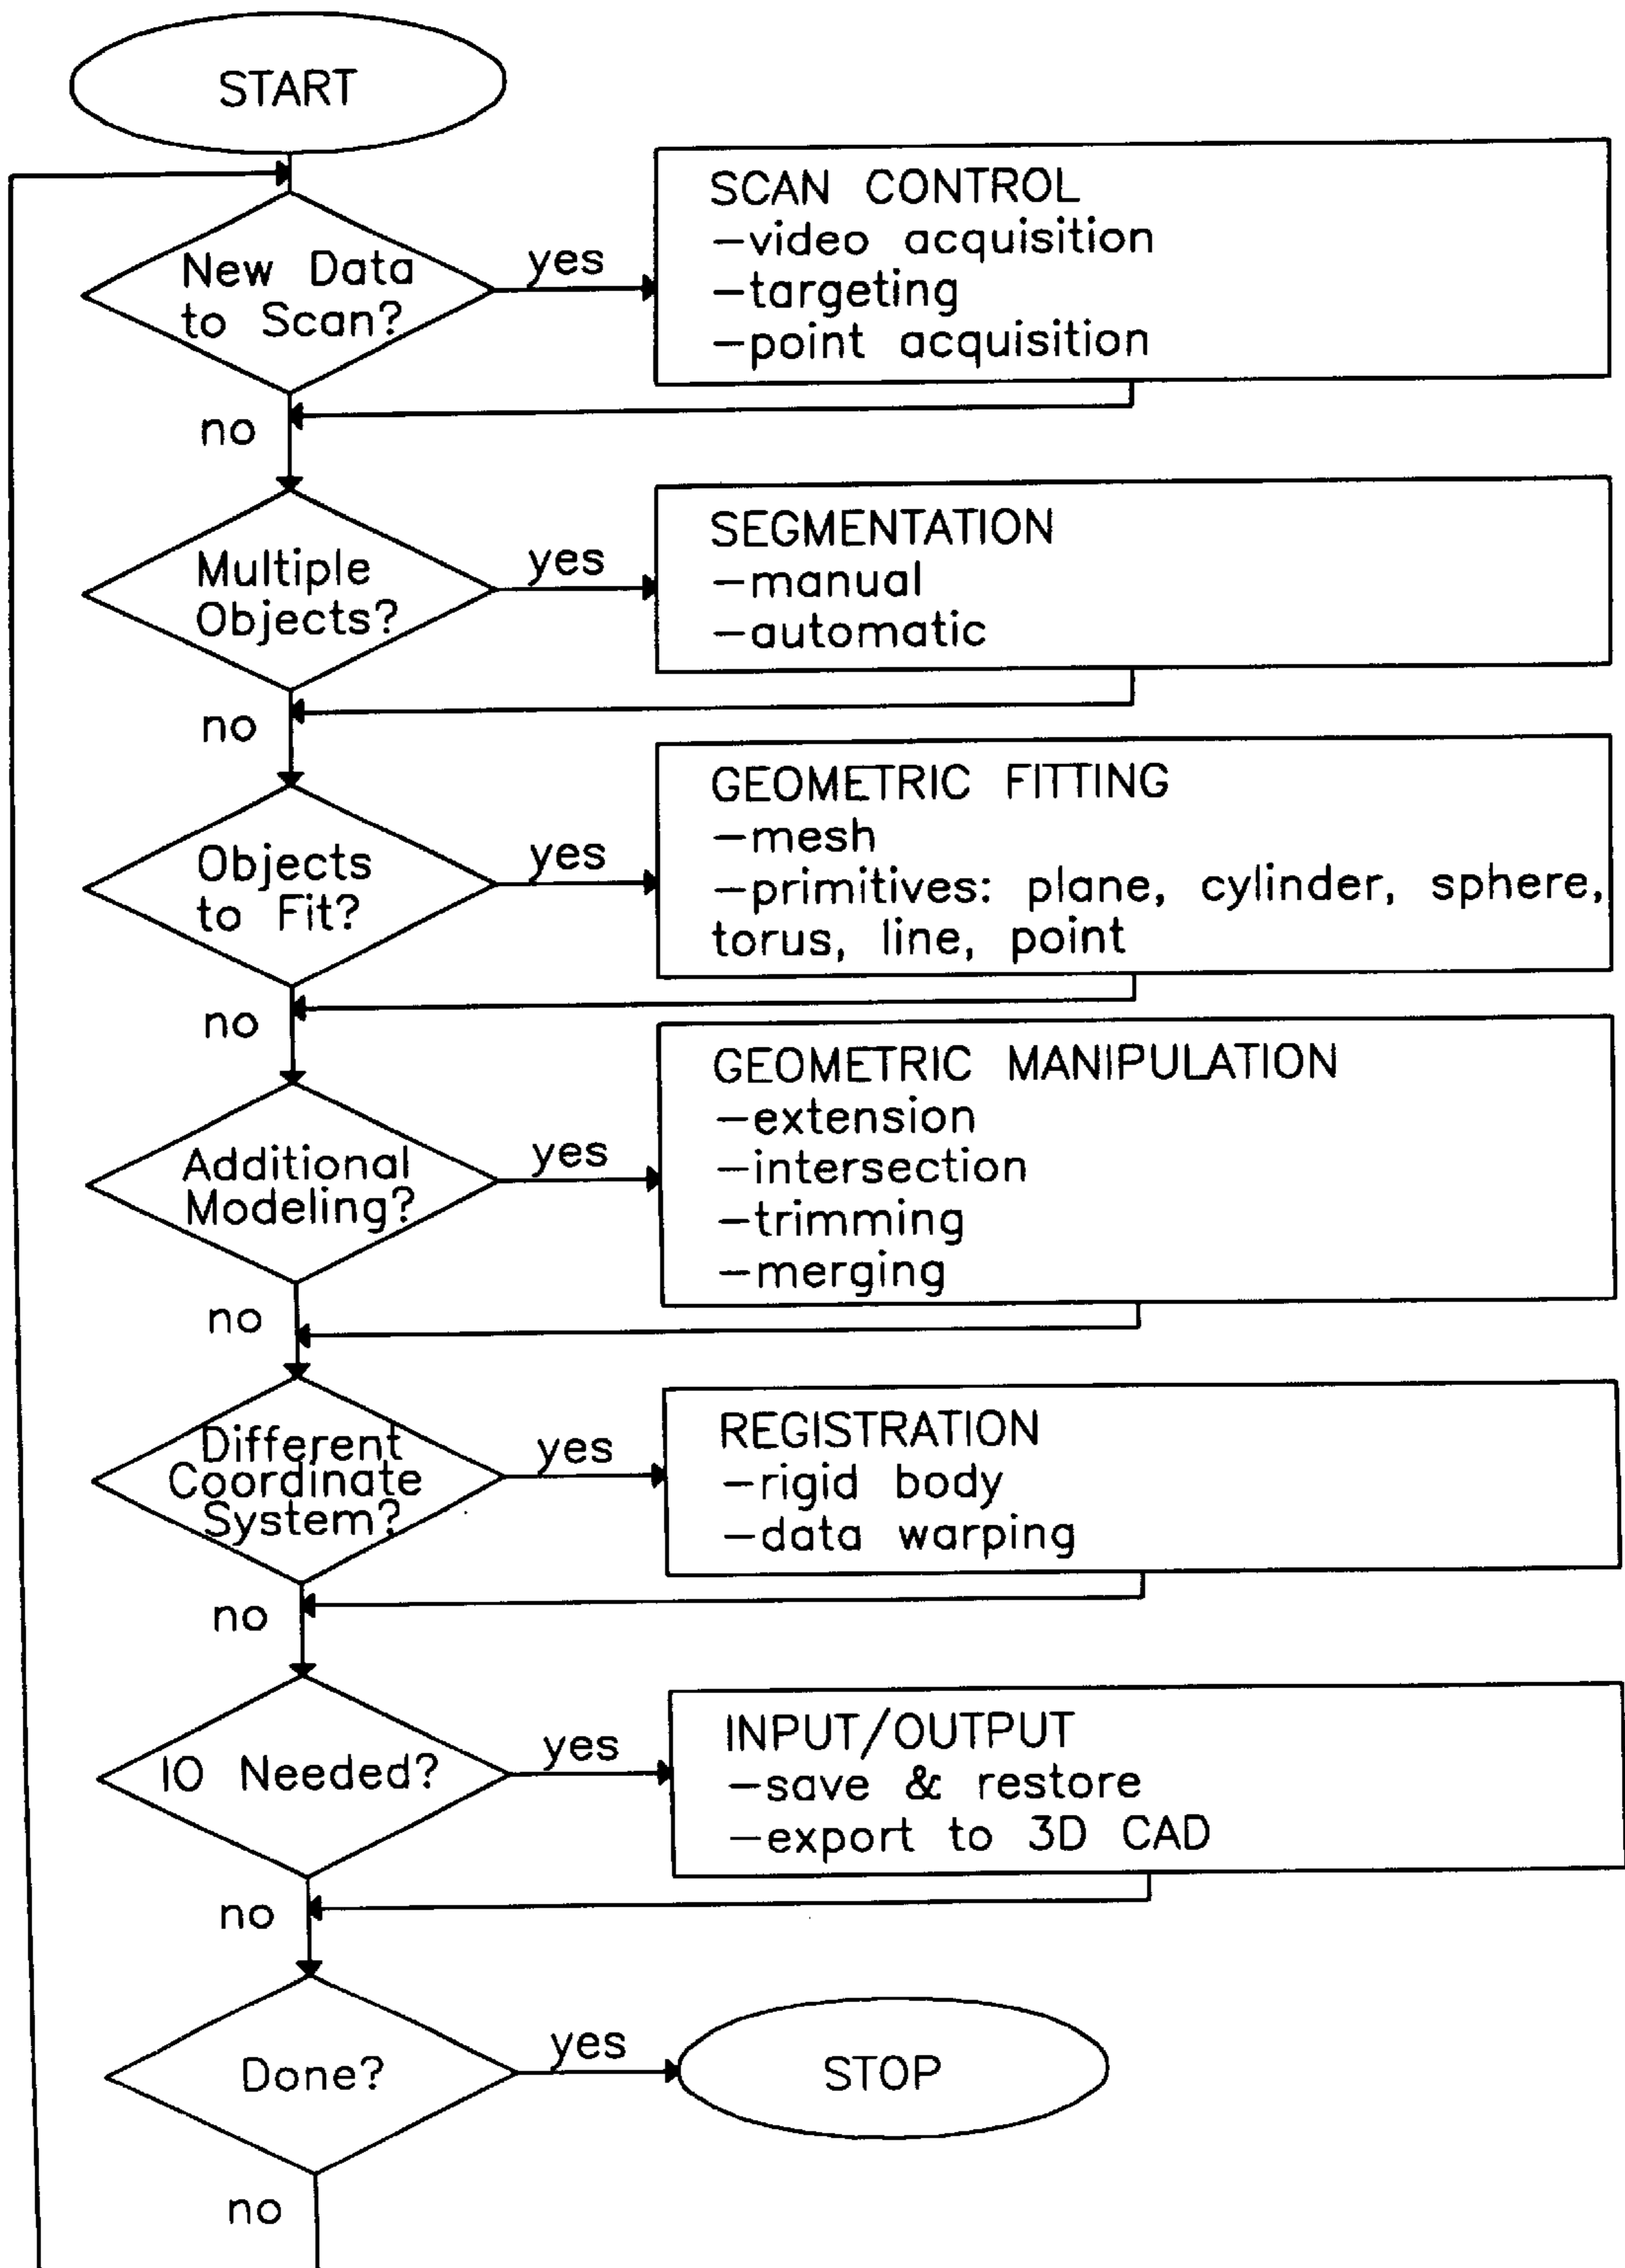 START
New Data
to Scan?
yes
SCAN CONTROL
—video acquisition
—targeting
—point acquisition
no
Multiple
Objects?
yes
SEGMENTATION
—manual
—automatic
no
Objects
to Fit?
yes
GEOMETRIC FITTING
—mesh
—primitives: plane, cylinder, sphere,
torus, line, point
no
Additional
Modeling?
yes
GEOMETRIC MANIPULATION
—extension
—intersection
—trimming
—merging
no
Different
Coordinate
System?
yes
REGISTRATION
—rigid body
—data warping
no
IO Needed?
yes
INPUT/OUTPUT
—save & restore
—export to 3D CAD
no
Done?
yes
STOP
no